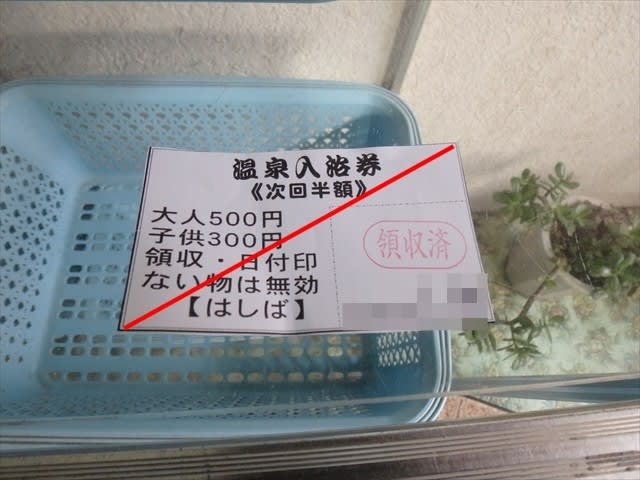 温泉入浴券
《次回半額》
大人500円
子供300円
領収・日付印
ない物は無効
【はしば】
領収済